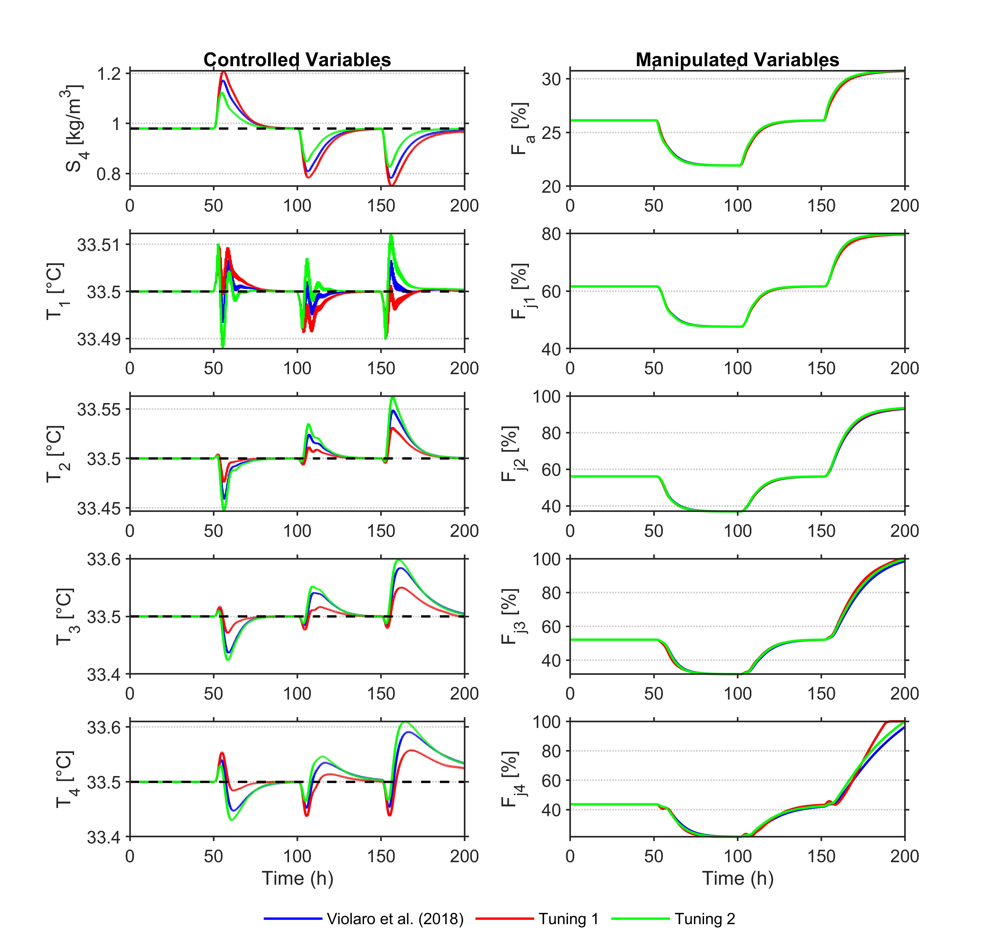 Controlled Variables
Manipulated Variables
S4 [kg/m3]
1.2
1
0.8
0 50 100 150 200
Fa [%]
30
25
20
0 50 100 150 200
T1 [°C]
33.51
33.5
33.49
0 50 100 150 200
Fj1 [%]
80
60
40
0 50 100 150 200
T2 [°C]
33.55
33.5
33.45
0 50 100 150 200
Fj2 [%]
100
80
60
40
0 50 100 150 200
T3 [°C]
33.6
33.5
33.4
0 50 100 150 200
Fj3 [%]
100
80
60
40
0 50 100 150 200
T4 [°C]
33.6
33.5
33.4
0 50 100 150 200
Time (h)
Fj4 [%]
100
80
60
40
0 50 100 150 200
Time (h)
Violaro et al. (2018) Tuning 1 Tuning 2